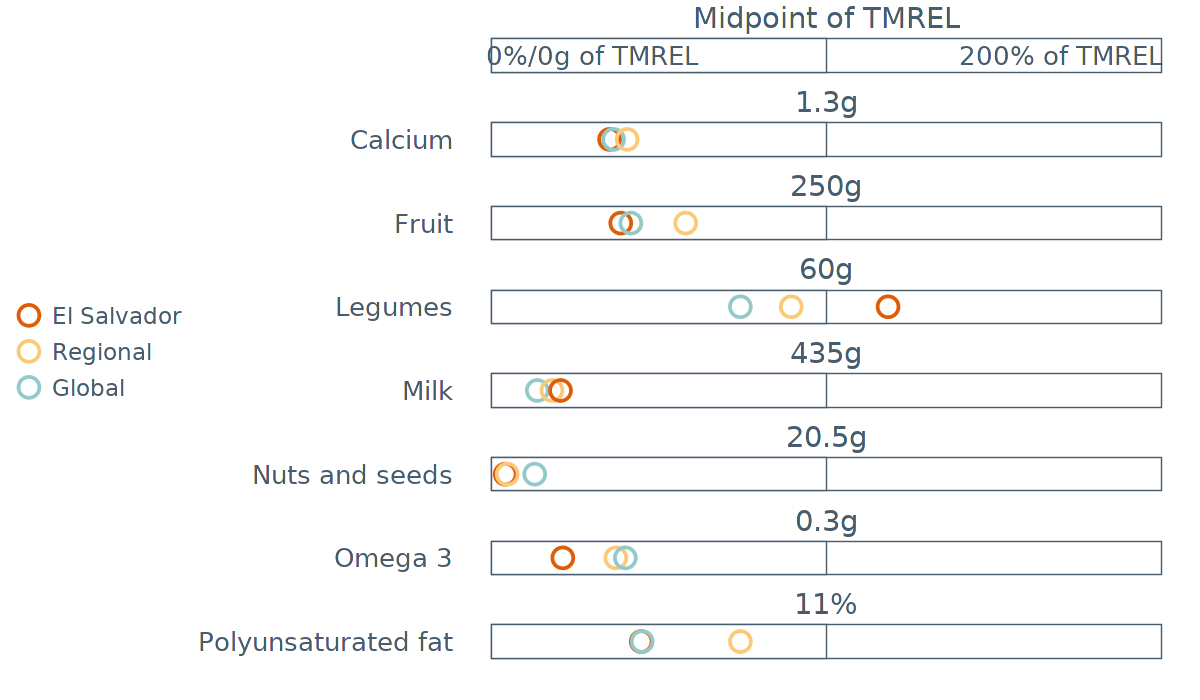 Midpoint of TMREL
0%/0g of TMREL 200% of TMREL
1.3g
Calcium
250g
Fruit
60g
Legumes
435g
Milk
20.5g
Nuts and seeds
0.3g
Omega 3
11%
Polyunsaturated fat
El Salvador
Regional
Global